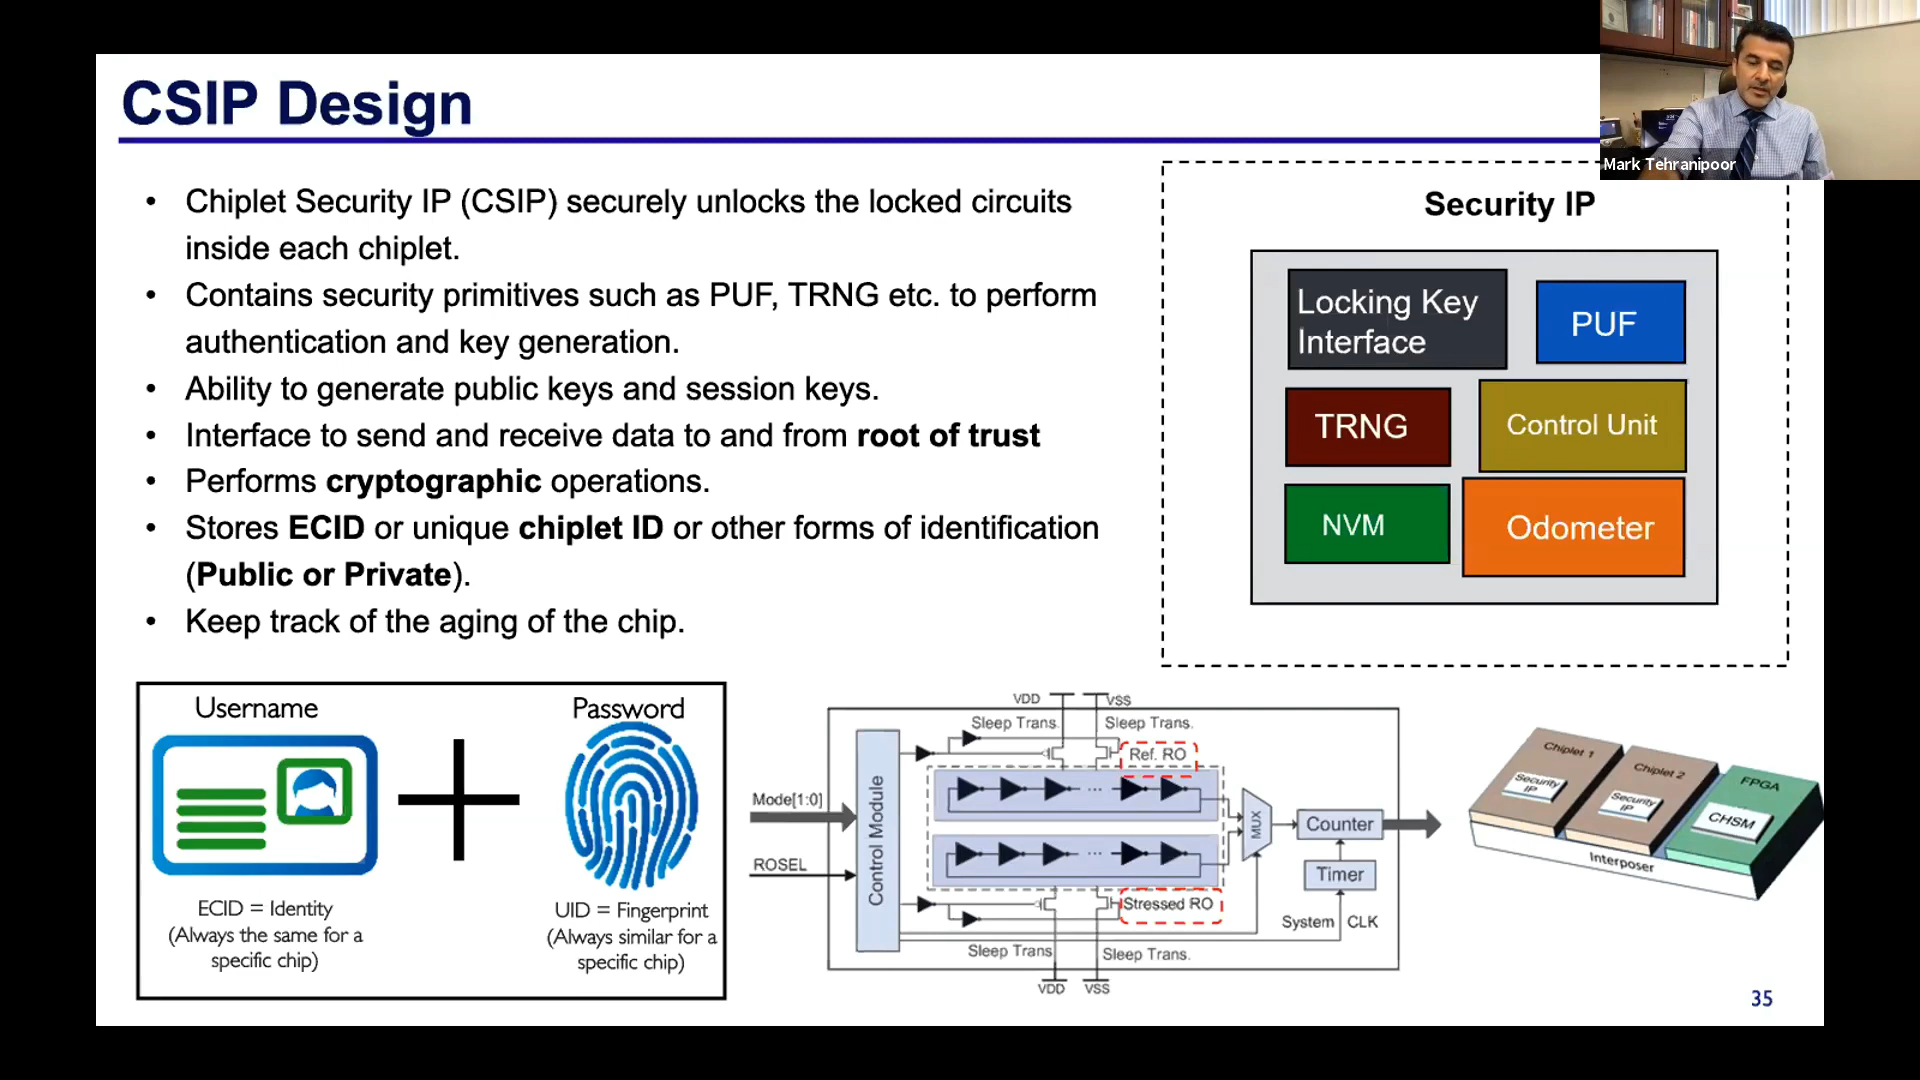 CSIP Design
Mark Tehranipoor
• Chiplet Security IP (CSIP) securely unlocks the locked circuits
inside each chiplet.
• Contains security primitives such as PUF, TRNG etc. to perform
authentication and key generation.
• Ability to generate public keys and session keys.
• Interface to send and receive data to and from root of trust
• Performs cryptographic operations.
• Stores ECID or unique chiplet ID or other forms of identification
(Public or Private).
• Keep track of the aging of the chip.
Security IP
Locking Key
Interface
PUF
TRNG
Control Unit
NVM
Odometer
Username
Password
ECID = Identity
(Always the same for a
specific chip)
UID = Fingerprint
(Always similar for a
specific chip)
VDD
VSS
Sleep Trans.
Sleep Trans.
Ref. RO
Mode[1:0]
ROSEL
Control Module
MUX
Counter
Timer
System CLK
Stressed RO
Sleep Trans
Sleep Trans.
VDD
VSS
Chiplet 1
Security
IP
Chiplet 2
Security
IP
FPGA
CHSM
Interposer
35